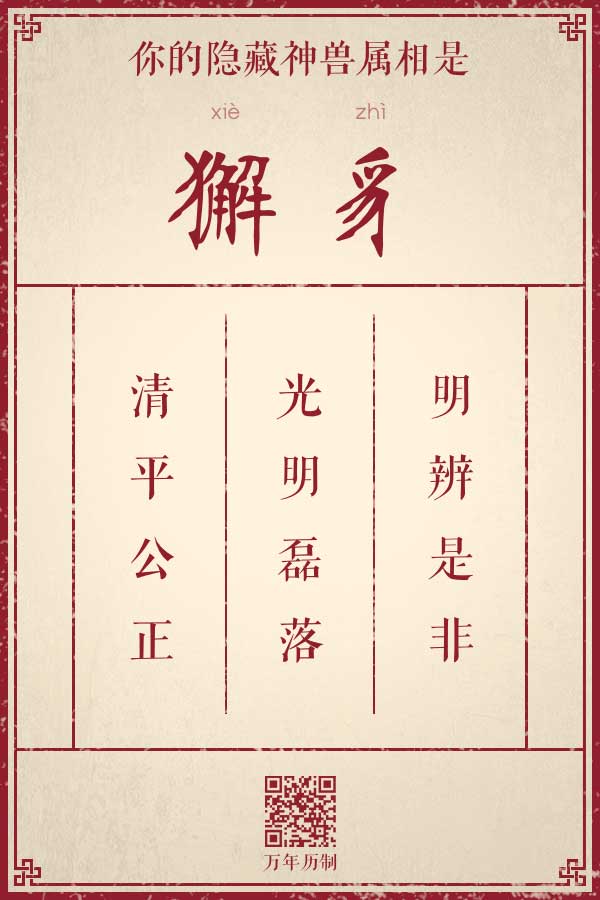 你的隐藏神兽属相是
xiè zhì
獬豸
明辨是非
光明磊落
清平公正
万年历制